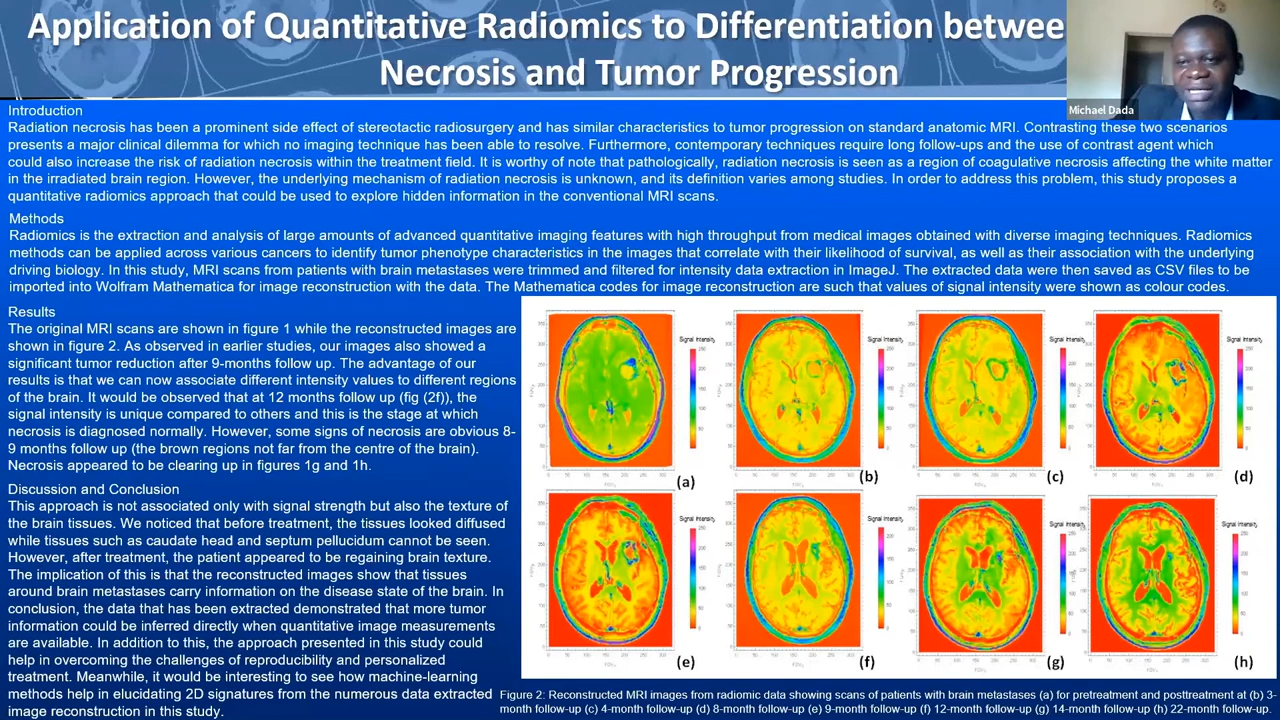 Application of Quantitative Radiomics to Differentiation betwee
Necrosis and Tumor Progression
Michael Dada
Introduction
Radiation necrosis has been a prominent side effect of stereotactic radiosurgery and has similar characteristics to tumor progression on standard anatomic MRI. Contrasting these two scenarios
presents a major clinical dilemma for which no imaging technique has been able to resolve. Furthermore, contemporary techniques require long follow-ups and the use of contrast agent which
could also increase the risk of radiation necrosis within the treatment field. It is worthy of note that pathologically, radiation necrosis is seen as a region of coagulative necrosis affecting the white matter
in the irradiated brain region. However, the underlying mechanism of radiation necrosis is unknown, and its definition varies among studies. In order to address this problem, this study proposes a
quantitative radiomics approach that could be used to explore hidden information in the conventional MRI scans.
Methods
Radiomics is the extraction and analysis of large amounts of advanced quantitative imaging features with high throughput from medical images obtained with diverse imaging techniques. Radiomics
methods can be applied across various cancers to identify tumor phenotype characteristics in the images that correlate with their likelihood of survival, as well as their association with the underlying
driving biology. In this study, MRI scans from patients with brain metastases were trimmed and filtered for intensity data extraction in ImageJ. The extracted data were then saved as CSV files to be
imported into Wolfram Mathematica for image reconstruction with the data. The Mathematica codes for image reconstruction are such that values of signal intensity were shown as colour codes.
Results
The original MRI scans are shown in figure 1 while the reconstructed images are
shown in figure 2. As observed in earlier studies, our images also showed a
significant tumor reduction after 9-months follow up. The advantage of our
results is that we can now associate different intensity values to different regions
of the brain. It would be observed that at 12 months follow up (fig (2f)), the
signal intensity is unique compared to others and this is the stage at which
necrosis is diagnosed normally. However, some signs of necrosis are obvious 8-
9 month follow up (the brown regions not far from the centre of the brain).
Necrosis appeared to be clearing up in figures 1g and 1h.
Discussion and Conclusion
This approach is not associated only with signal strength but also the texture of
the brain tissues. We noticed that before treatment, the tissues looked diffused
while tissues such as caudate head and septum pellucidum cannot be seen.
However, after treatment, the patient appeared to be regaining brain texture.
The implication of this is that the reconstructed images show that tissues
around brain metastases carry information on the disease state of the brain. In
conclusion, the data that has been extracted demonstrated that more tumor
information could be inferred directly when quantitative image measurements
are available. In addition to this, the approach presented in this study could
help in overcoming the challenges of reproducibility and personalized
treatment. Meanwhile, it would be interesting to see how machine-learning
methods help in elucidating 2D signatures from the numerous data extracted
image reconstruction in this study.
Signal Intensity Signal Intensity Signal Intensity Signal Intensity
(a) (b) (c) (d)
Signal Intensity Signal Intensity Signal Intensity Signal Intensity
(e) (f) (g) (h)
Figure 2: Reconstructed MRI images from radiomic data showing scans of patients with brain metastases (a) for pretreatment and posttreatment at (b) 3-
month follow-up (c) 4-month follow-up (d) 8-month follow-up (e) 9-month follow-up (f) 12-month follow-up (g) 14-month follow-up (h) 22-month follow-up.